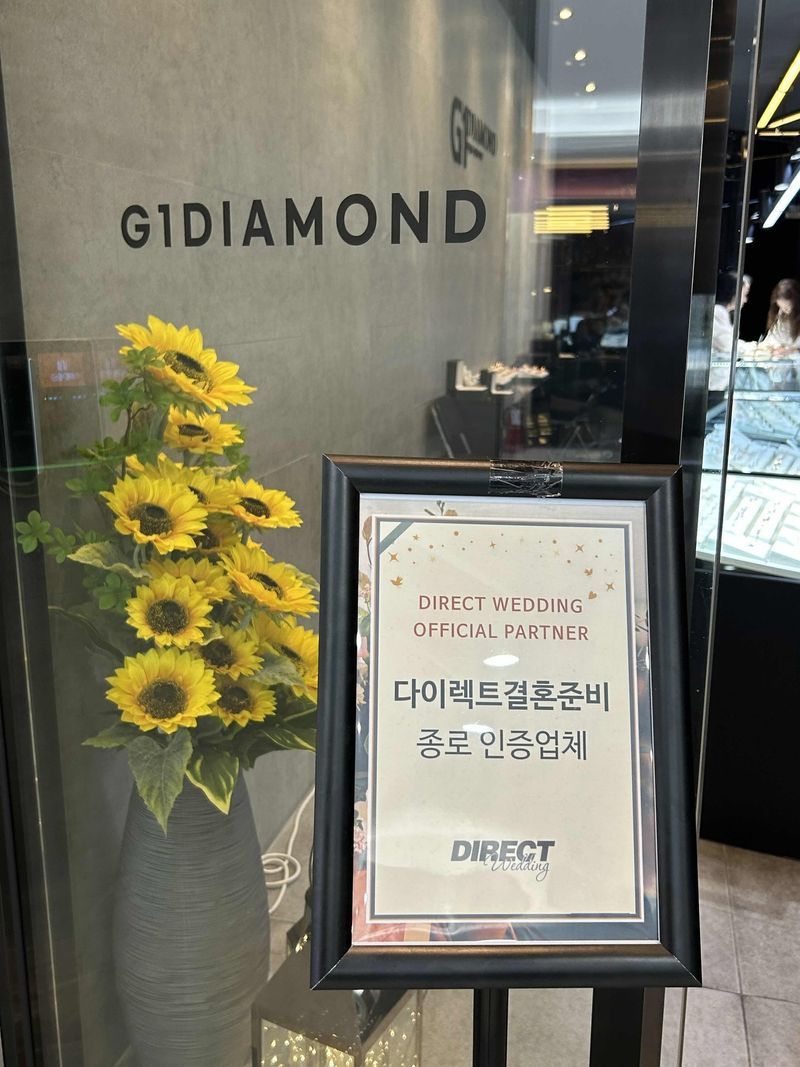 G1DIAMOND
G1DIAMOND
DIRECT WEDDING
OFFICIAL PARTNER
다이렉트결혼준비
종로 인증업체
DIRECT
Wedding